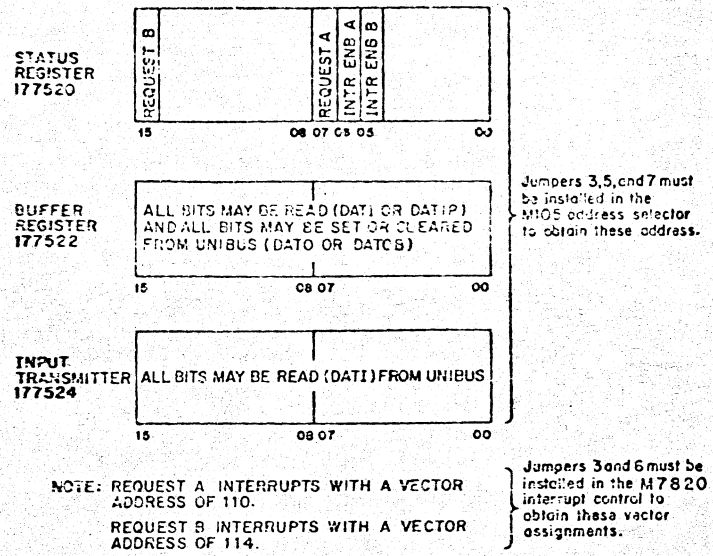 STATUS
REGISTER
177520
REQUEST B
REQUEST A
INTR ENB A
INTR ENB B
15 08 07 06 05 00
BUFFER
REGISTER
177522
ALL BITS MAY BE READ (DATI OR DATIP)
AND ALL BITS MAY BE SET OR CLEARED
FROM UNIBUS (DATO OR DATOB)
15 08 07 00
INPUT
TRANSMITTER
177524
ALL BITS MAY BE READ (DATI) FROM UNIBUS
15 08 07 00
Jumpers 3,5,and 7 must
be installed in the
M105 address selector
to obtain these address.
NOTE: REQUEST A INTERRUPTS WITH A VECTOR
ADDRESS OF 110.
REQUEST B INTERRUPTS WITH A VECTOR
ADDRESS OF 114.
Jumpers 3 and 6 must be
installed in the M7820
interrupt control to
obtain these vector
assignments.